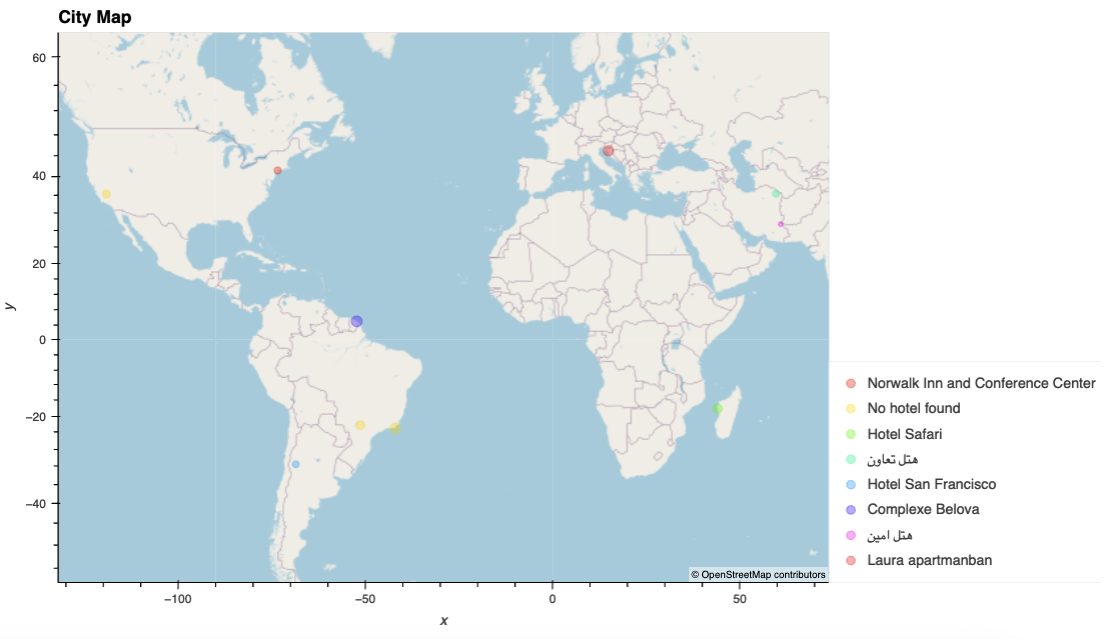 City Map
60
40
20
0
−20
−40
y
−100
−50
0
50
x
© OpenStreetMap contributors
Norwalk Inn and Conference Center
No hotel found
Hotel Safari
هتل تعاون
Hotel San Francisco
Complexe Belova
هتل امین
Laura apartmanban